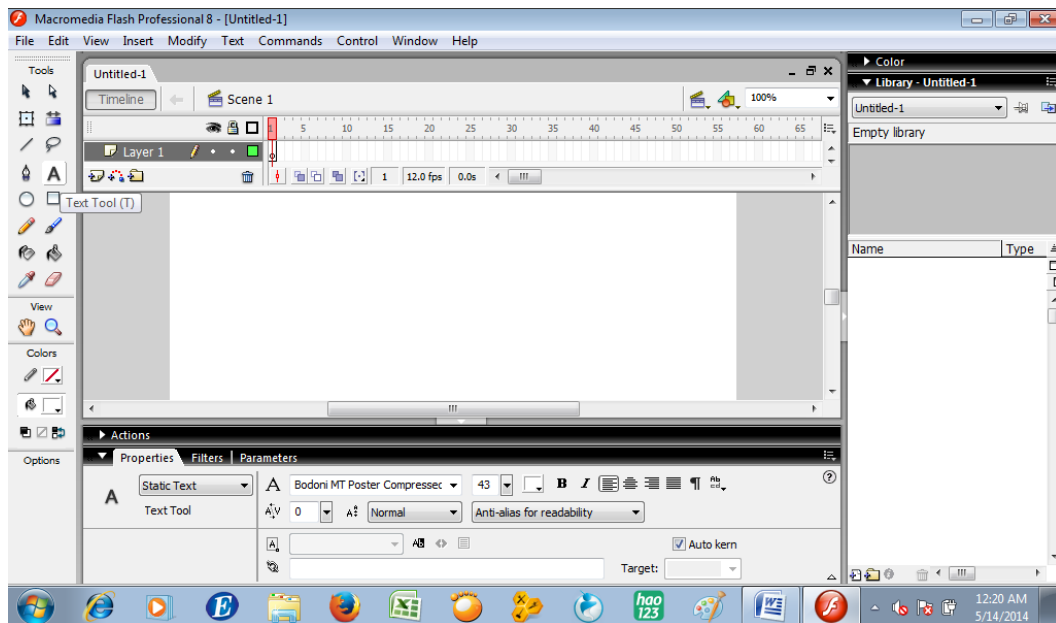 Macromedia Flash Professional 8 - [Untitled-1]
File Edit View Insert Modify Text Commands Control Window Help
Tools
Untitled-1
Timeline
Scene 1
100%
1 5 10 15 20 25 30 35 40 45 50 55 60 65
Layer 1
1 12.0 fps 0.0s
Text Tool (T)
View
Colors
Options
Color
Library - Untitled-1
Untitled-1
Empty library
Name Type
Actions
Properties Filters Parameters
Static Text
Text Tool
A Bodoni MT Poster Compressec 43 B I
0 Normal Anti-alias for readability
Auto kern
Target:
hao
123
12:20 AM
5/14/2014